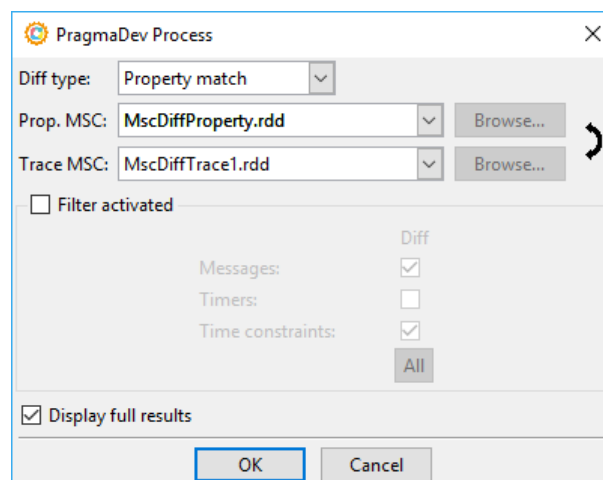 PragmaDev Process
Diff type: Property match
Prop. MSC: MscDiffProperty.rdd Browse...
Trace MSC: MscDiffTrace1.rdd Browse...
Filter activated
Diff
Messages:
Timers:
Time constraints:
All
Display full results
OK Cancel